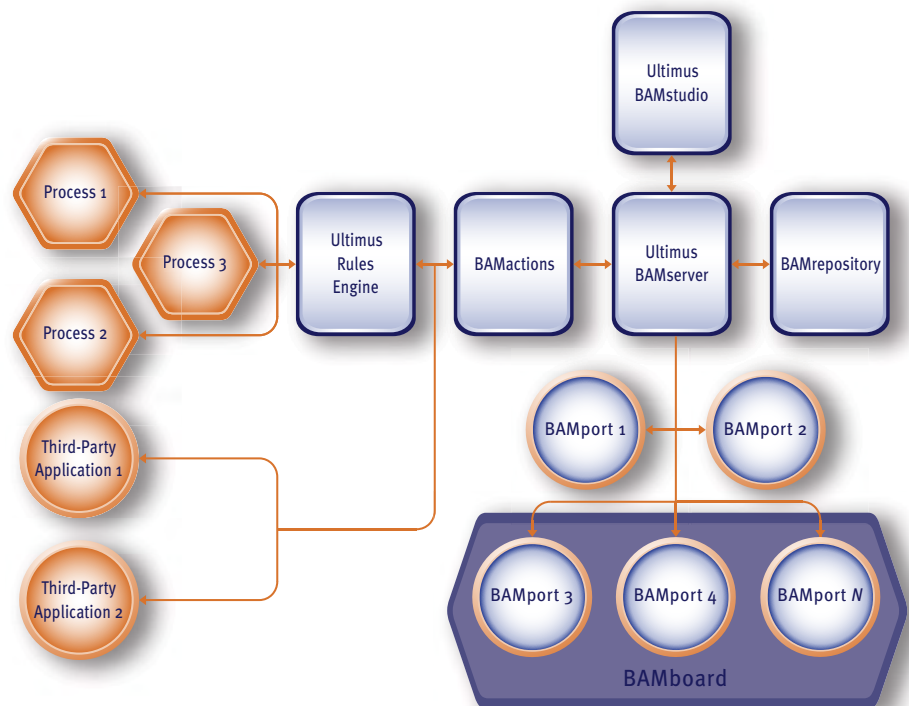 Ultimus
BAMstudio
Process 1
Process 3
Process 2
Ultimus
Rules
Engine
BAMactions
Ultimus
BAMserver
BAMrepository
Third-Party
Application 1
Third-Party
Application 2
BAMport 1
BAMport 2
BAMport 3
BAMport 4
BAMport N
BAMboard